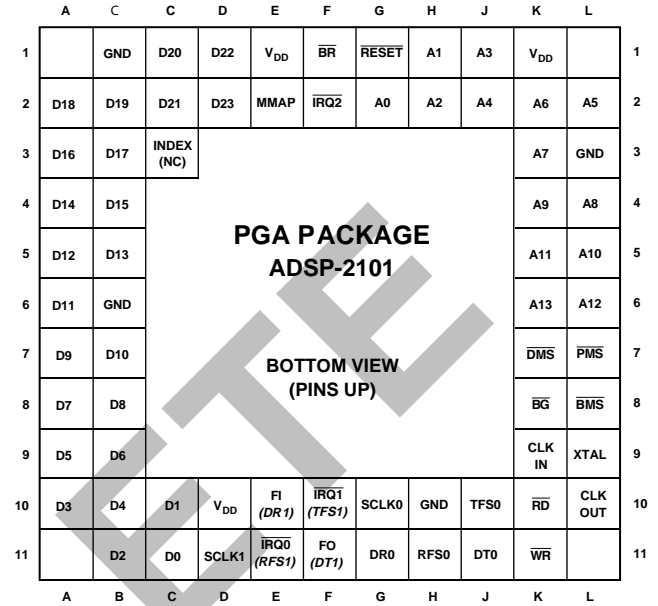 A C C D E F G H J K L
1 GND D20 D22 VDD BR RESET A1 A3 VDD 1
2 D18 D19 D21 D23 MMAP IRQ2 A0 A2 A4 A6 A5 2
3 D16 D17 INDEX (NC) A7 GND 3
4 D14 D15 A9 A8 4
PGA PACKAGE
ADSP-2101
5 D12 D13 A11 A10 5
6 D11 GND A13 A12 6
BOTTOM VIEW
(PINS UP)
7 D9 D10 DMS PMS 7
8 D7 D8 BG BMS 8
9 D5 D6 CLK IN XTAL 9
10 D3 D4 D1 VDD FI (DR1) IRQ1 (TFS1) SCLK0 GND TFS0 RD CLK OUT 10
11 D2 D0 SCLK1 IRQ0 (RFS1) FO (DT1) DR0 RFS0 DT0 WR 11
A B C D E F G H J K L
ETE